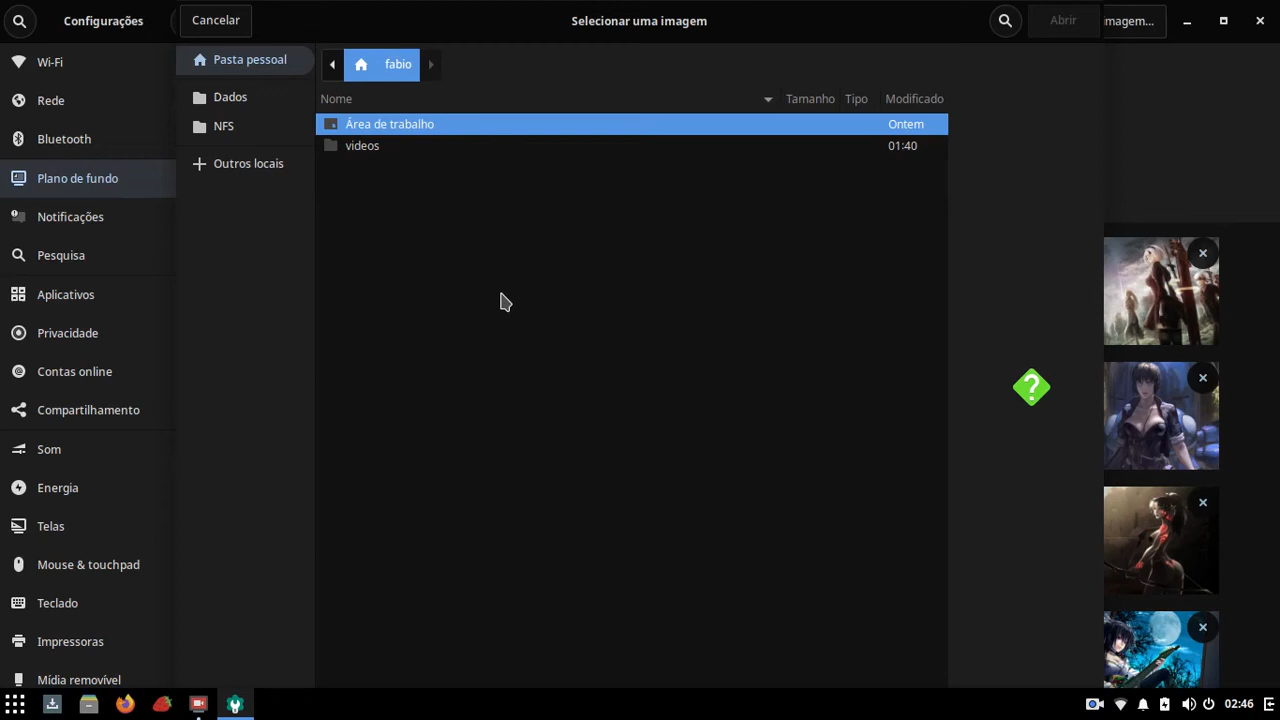 Configurações
Cancelar
Selecionar uma imagem
Abrir
imagem...
Wi-Fi
Rede
Bluetooth
Plano de fundo
Notificações
Pesquisa
Aplicativos
Privacidade
Contas online
Compartilhamento
Som
Energia
Telas
Mouse & touchpad
Teclado
Impressoras
Mídia removível
Pasta pessoal
Dados
NFS
Outros locais
fabio
Nome Tamanho Tipo Modificado
Área de trabalho Ontem
videos 01:40
?
02:46